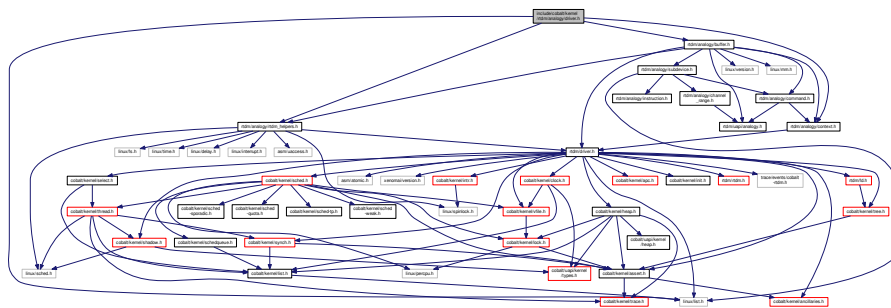 include/cobalt/kernel
/rtdm/analogy/driver.h
rtdm/analogy/buffer.h
rtdm/analogy/subdevice.h
linux/version.h
linux/mm.h
rtdm/analogy/instruction.h
rtdm/analogy/channel
_range.h
rtdm/analogy/command.h
rtdm/analogy/rtdm_helpers.h
rtdm/uapi/analogy.h
rtdm/analogy/context.h
linux/fs.h
linux/time.h
linux/delay.h
linux/interrupt.h
asm/uaccess.h
rtdm/driver.h
cobalt/kernel/select.h
cobalt/kernel/sched.h
asm/atomic.h
xenomai/version.h
cobalt/kernel/intr.h
cobalt/kernel/clock.h
cobalt/kernel/apc.h
cobalt/kernel/init.h
rtdm/rtdm.h
trace/events/cobalt
-rtdm.h
rtdm/fd.h
cobalt/kernel/thread.h
cobalt/kernel/sched
-sporadic.h
cobalt/kernel/sched
-quota.h
cobalt/kernel/sched-tp.h
cobalt/kernel/sched
-weak.h
linux/spinlock.h
cobalt/kernel/vfile.h
cobalt/kernel/heap.h
cobalt/kernel/tree.h
cobalt/kernel/shadow.h
cobalt/kernel/schedqueue.h
cobalt/kernel/synch.h
cobalt/kernel/lock.h
cobalt/uapi/kernel
/heap.h
linux/sched.h
cobalt/kernel/list.h
linux/percpu.h
cobalt/uapi/kernel
/types.h
cobalt/kernel/assert.h
cobalt/kernel/trace.h
linux/list.h
cobalt/kernel/ancillaries.h